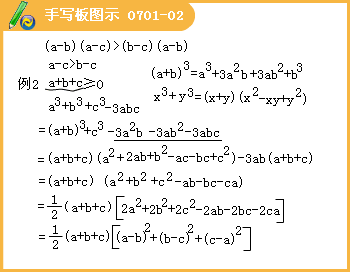 手写板图示 0701-02
(a-b)(a-c)>(b-c)(a-b)
a-c>b-c
例2 a+b+c≥0
(a+b)³=a³+3a²b+3ab²+b³
a³+b³+c³-3abc
x³+y³=(x+y)(x²-xy+y²)
=(a+b)³+c³-3a²b-3ab²-3abc
=(a+b+c)(a²+2ab+b²-ac-bc+c²)-3ab(a+b+c)
=(a+b+c)(a²+b²+c²-ab-bc-ca)
=1/2(a+b+c)[2a²+2b²+2c²-2ab-2bc-2ca]
=1/2(a+b+c)[(a-b)²+(b-c)²+(c-a)²]